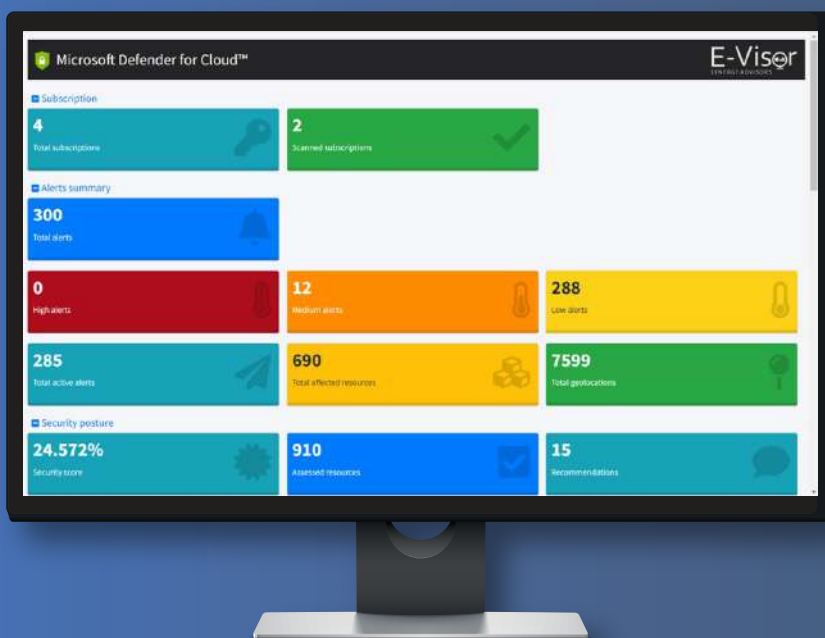 Microsoft Defender for Cloud™
E-Visor
SYNERGY ADVISORS
Subscription
4
Total subscriptions
2
Scanned subscriptions
Alerts summary
300
Total alerts
0
High alerts
12
Medium alerts
288
Low alerts
285
Total active alerts
690
Total affected resources
7599
Total geolocations
Security posture
24.572%
Security score
910
Assessed resources
15
Recommendations